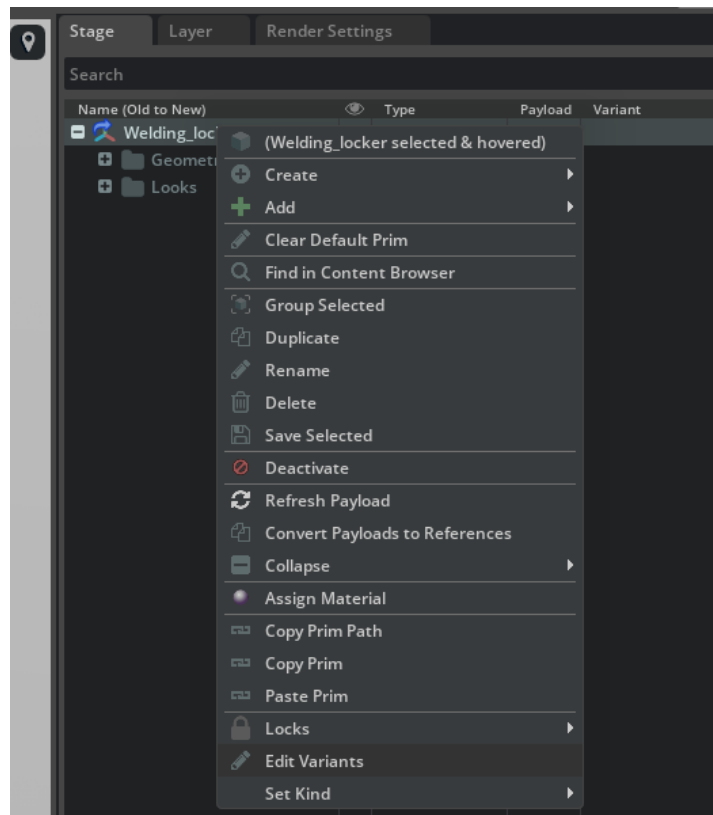 Stage Layer Render Settings
Search
Name (Old to New) Type Payload Variant
Welding_loc
(Welding_locker selected & hovered)
Geomet
Looks
Create
Add
Clear Default Prim
Find in Content Browser
Group Selected
Duplicate
Rename
Delete
Save Selected
Deactivate
Refresh Payload
Convert Payloads to References
Collapse
Assign Material
Copy Prim Path
Copy Prim
Paste Prim
Locks
Edit Variants
Set Kind